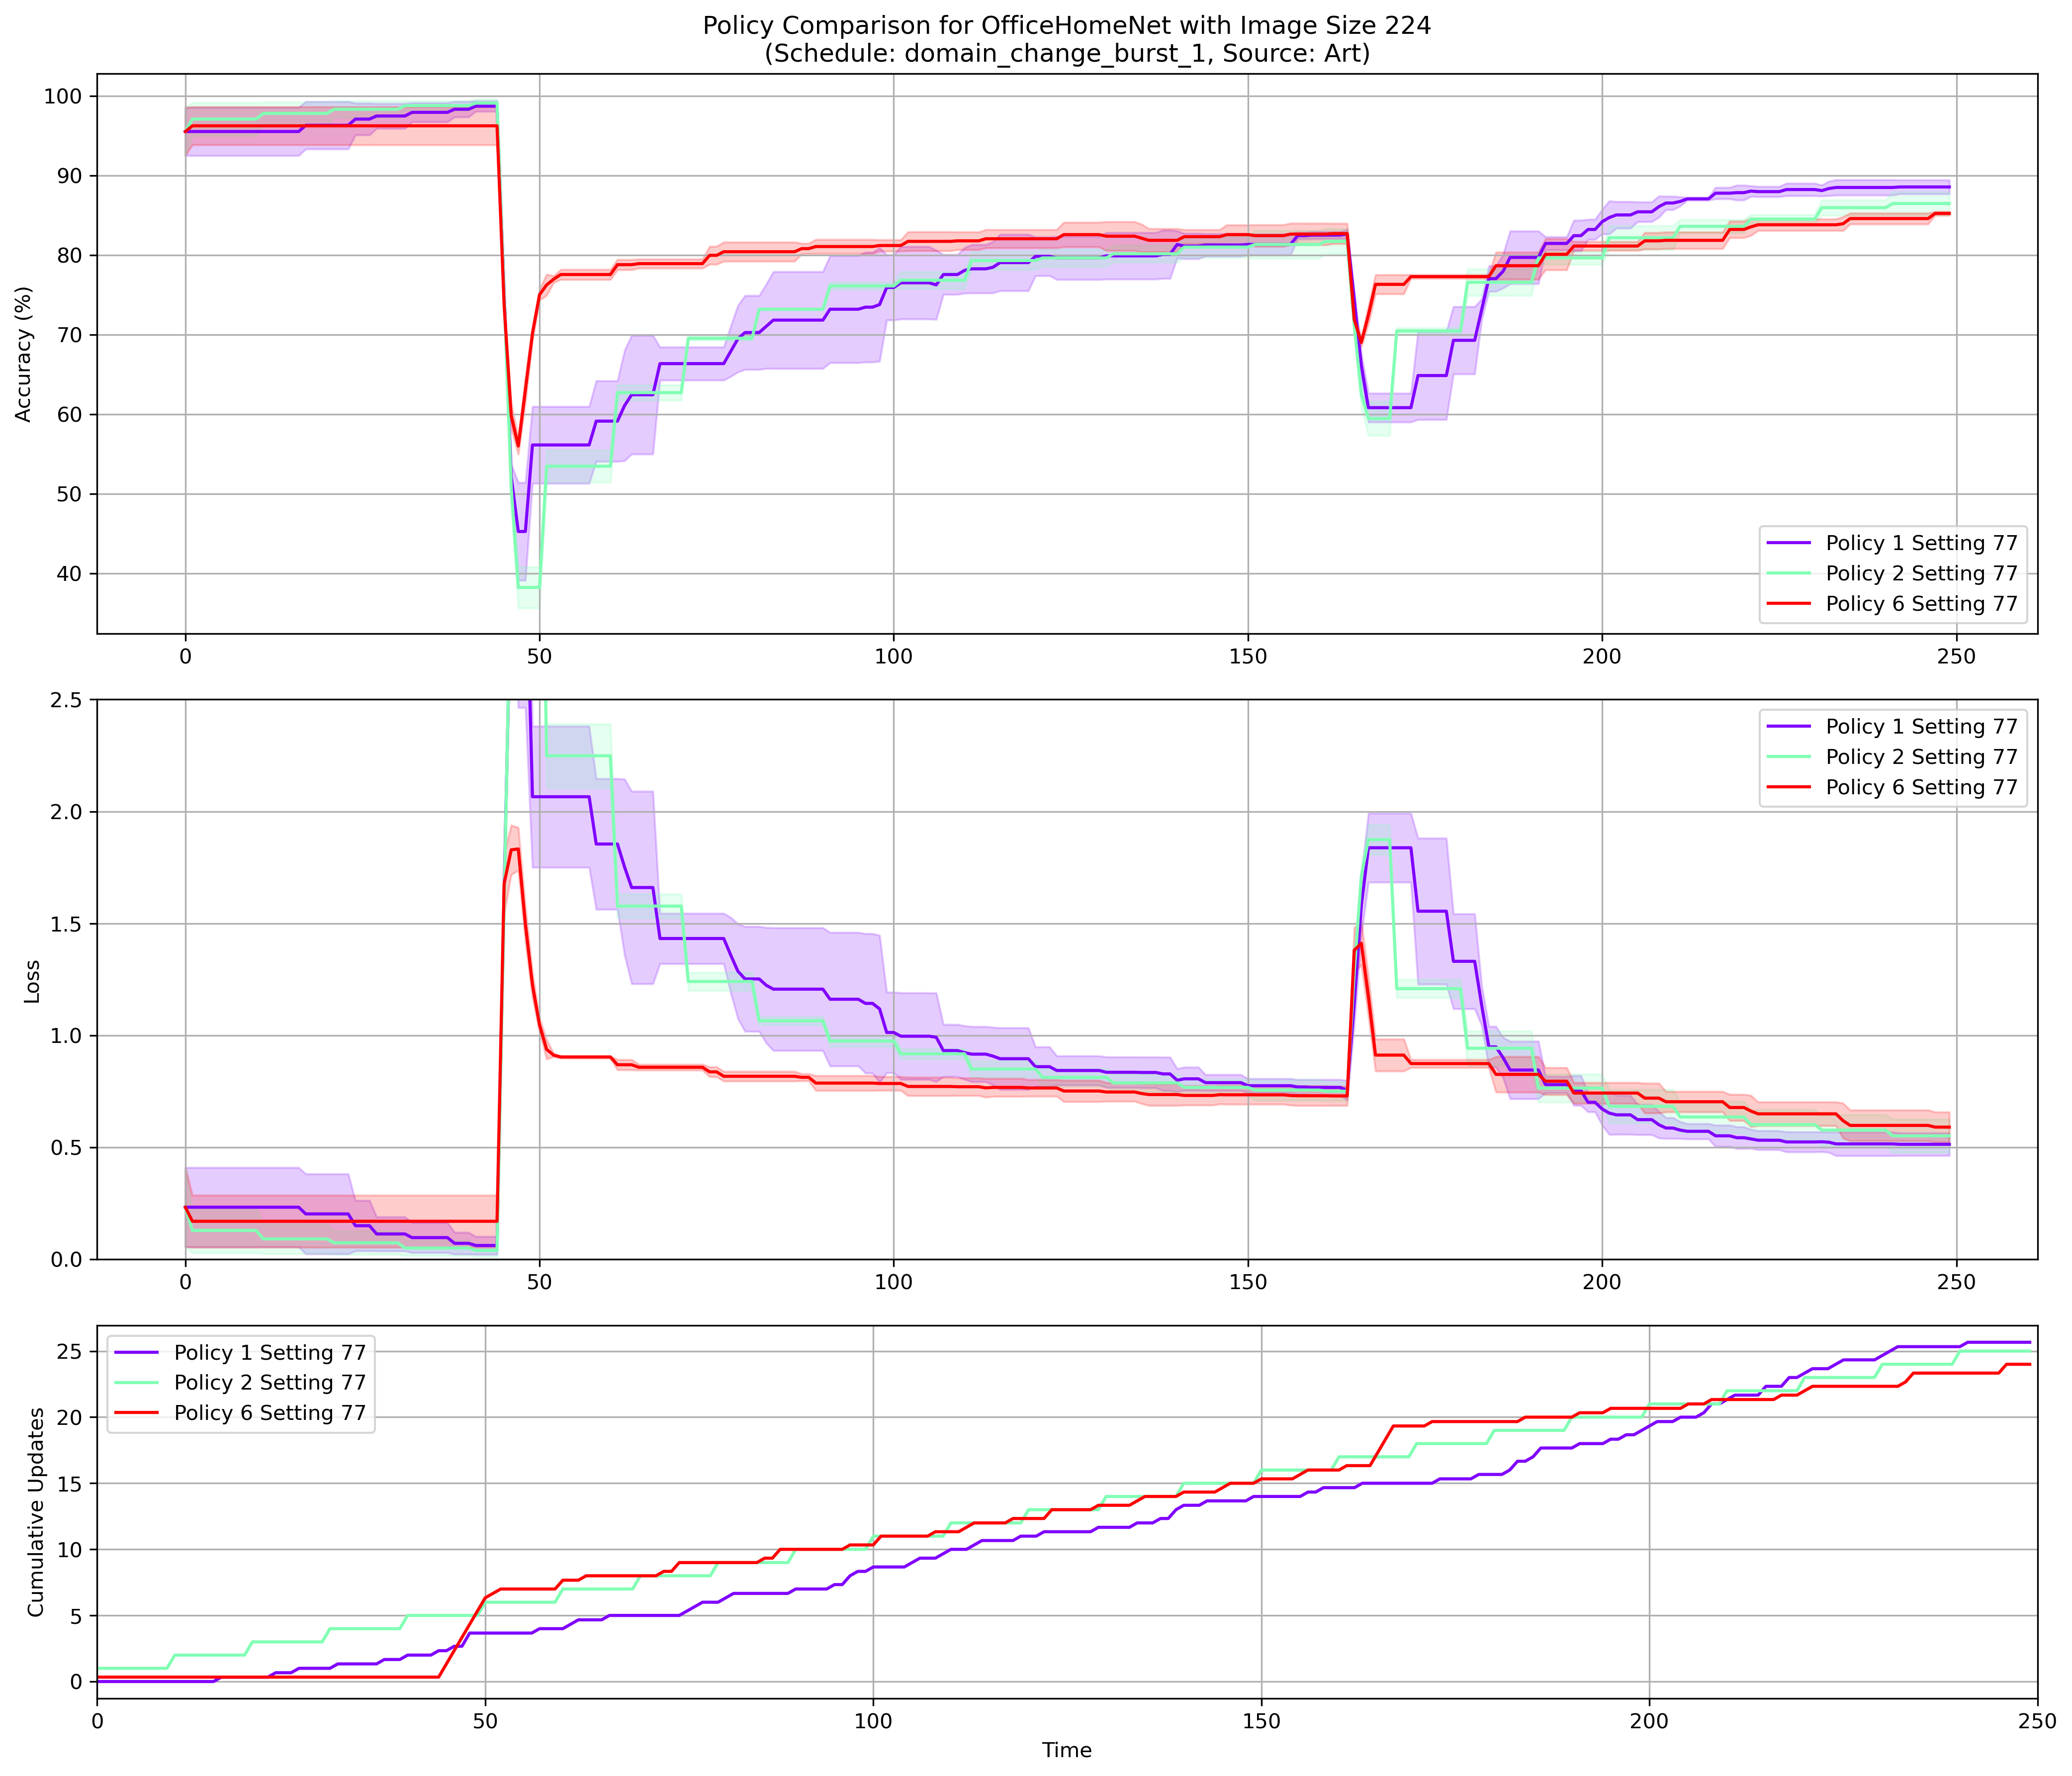 Policy Comparison for OfficeHomeNet with Image Size 224
(Schedule: domain_change_burst_1, Source: Art)
Accuracy (%)
100
90
80
70
60
50
40
0 50 100 150 200 250
Policy 1 Setting 77
Policy 2 Setting 77
Policy 6 Setting 77
Loss
2.5
2.0
1.5
1.0
0.5
0.0
0 50 100 150 200 250
Policy 1 Setting 77
Policy 2 Setting 77
Policy 6 Setting 77
Cumulative Updates
25
20
15
10
5
0
0 50 100 150 200 250
Policy 1 Setting 77
Policy 2 Setting 77
Policy 6 Setting 77
Time